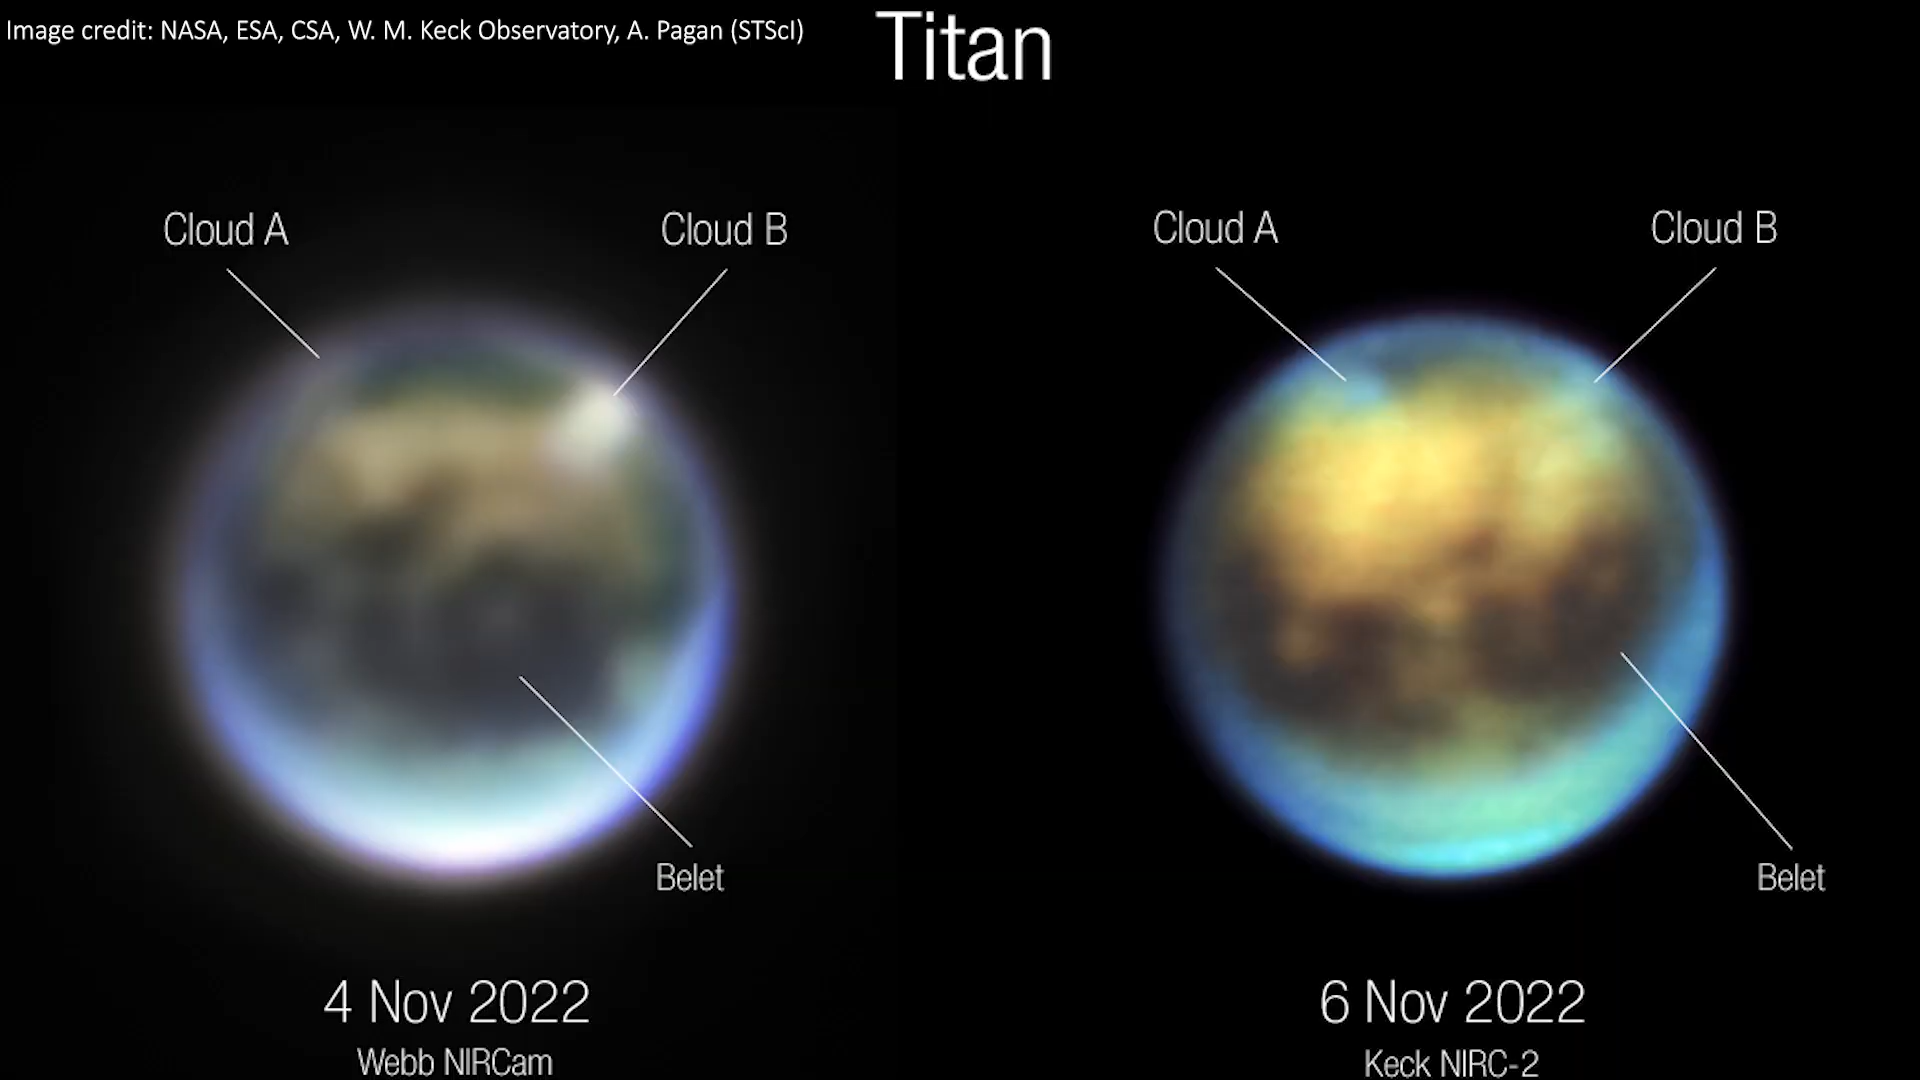 Image credit: NASA, ESA, CSA, W. M. Keck Observatory, A. Pagan (STScI)
Titan
Cloud A
Cloud B
Belet
4 Nov 2022
Webb NIRCam
Cloud A
Cloud B
Belet
6 Nov 2022
Keck NIRC-2